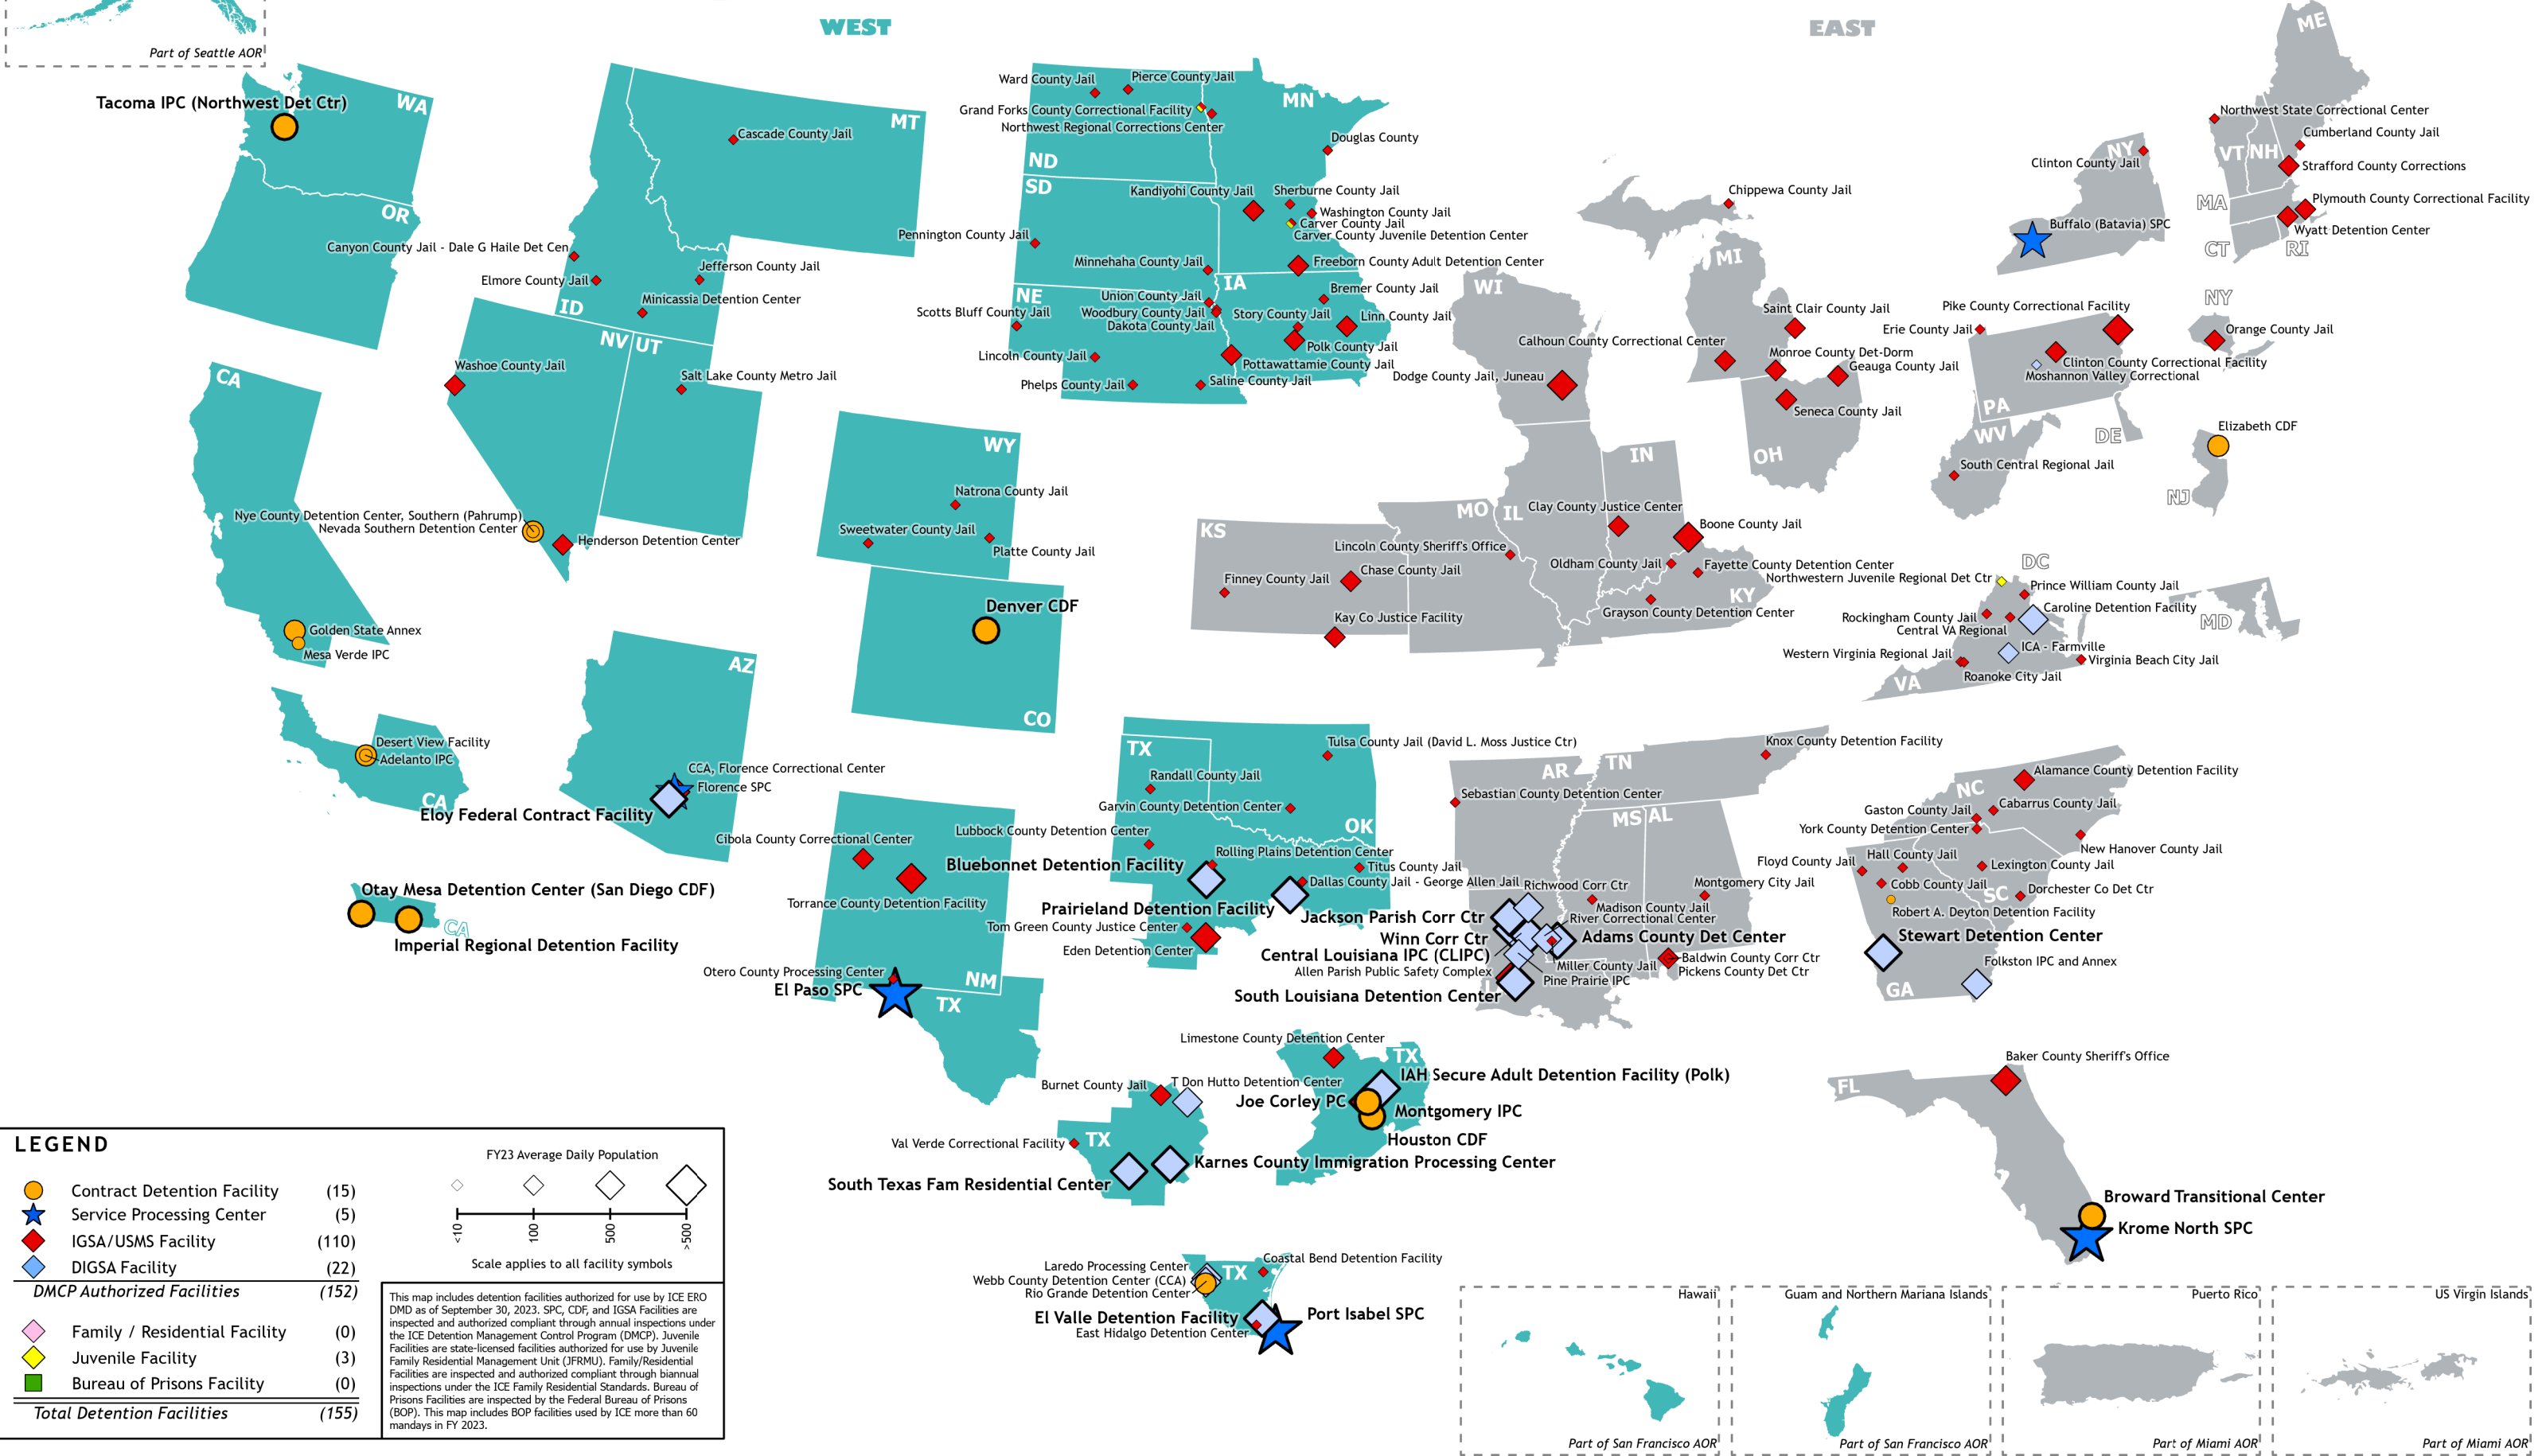 WEST
EAST
Part of Seattle AOR
Tacoma IPC (Northwest Det Ctr)
WA
OR
Cascade County Jail
MT
Canyon County Jail - Dale G Haile Det Cen
Elmore County Jail
Jefferson County Jail
Minicassia Detention Center
ID
NV
UT
CA
Washoe County Jail
Salt Lake County Metro Jail
Nye County Detention Center, Southern (Pahrump)
Nevada Southern Detention Center
Henderson Detention Center
Golden State Annex
Mesa Verde IPC
Desert View Facility
Adelanto IPC
CA
Otay Mesa Detention Center (San Diego CDF)
CA
Imperial Regional Detention Facility
AZ
CCA, Florence Correctional Center
Florence SPC
Eloy Federal Contract Facility
WY
Natrona County Jail
Sweetwater County Jail
Platte County Jail
Denver CDF
CO
Cibola County Correctional Center
Torrance County Detention Facility
Otero County Processing Center
El Paso SPC
NM
TX
Ward County Jail
Pierce County Jail
Grand Forks County Correctional Facility
Northwest Regional Corrections Center
MN
Douglas County
ND
SD
Kandiyohi County Jail
Sherburne County Jail
Washington County Jail
Carver County Jail
Carver County Juvenile Detention Center
Pennington County Jail
Minnehaha County Jail
Freeborn County Adult Detention Center
NE
IA
Union County Jail
Bremer County Jail
Scotts Bluff County Jail
Woodbury County Jail
Story County Jail
Linn County Jail
Dakota County Jail
Polk County Jail
Lincoln County Jail
Pottawattamie County Jail
Phelps County Jail
Saline County Jail
TX
Tulsa County Jail (David L. Moss Justice Ctr)
Randall County Jail
Garvin County Detention Center
OK
Lubbock County Detention Center
Rolling Plains Detention Center
Bluebonnet Detention Facility
Titus County Jail
Dallas County Jail - George Allen Jail
Prairieland Detention Facility
Tom Green County Justice Center
Eden Detention Center
Limestone County Detention Center
TX
Burnet County Jail
T Don Hutto Detention Center
IAH Secure Adult Detention Facility (Polk)
Joe Corley PC
Montgomery IPC
Houston CDF
Val Verde Correctional Facility
TX
Karnes County Immigration Processing Center
South Texas Fam Residential Center
Laredo Processing Center
Webb County Detention Center (CCA)
Rio Grande Detention Center
TX
Coastal Bend Detention Facility
El Valle Detention Facility
Port Isabel SPC
East Hidalgo Detention Center
Chippewa County Jail
MI
WI
Saint Clair County Jail
Calhoun County Correctional Center
Monroe County Det-Dorm
Geauga County Jail
Dodge County Jail, Juneau
Seneca County Jail
OH
IN
KS
MO
IL
Clay County Justice Center
Boone County Jail
Lincoln County Sheriff's Office
Oldham County Jail
Fayette County Detention Center
Finney County Jail
Chase County Jail
Grayson County Detention Center
KY
Kay Co Justice Facility
ME
Northwest State Correctional Center
Cumberland County Jail
VT
NH
Strafford County Corrections
NY
Clinton County Jail
MA
Plymouth County Correctional Facility
Buffalo (Batavia) SPC
Wyatt Detention Center
CT
RI
NY
Pike County Correctional Facility
Erie County Jail
Orange County Jail
Clinton County Correctional Facility
Moshannon Valley Correctional
PA
DE
WV
Elizabeth CDF
South Central Regional Jail
NJ
DC
Northwestern Juvenile Regional Det Ctr
Prince William County Jail
Rockingham County Jail
Caroline Detention Facility
Central VA Regional
MD
ICA - Farmville
Western Virginia Regional Jail
Virginia Beach City Jail
Roanoke City Jail
VA
AR
TN
Knox County Detention Facility
Sebastian County Detention Center
MS
AL
Richwood Corr Ctr
Montgomery City Jail
Madison County Jail
Jackson Parish Corr Ctr
River Correctional Center
Winn Corr Ctr
Adams County Det Center
Central Louisiana IPC (CLIPC)
Miller County Jail
Baldwin County Corr Ctr
Allen Parish Public Safety Complex
Pine Prairie IPC
Pickens County Det Ctr
South Louisiana Detention Center
Alamance County Detention Facility
NC
Gaston County Jail
Cabarrus County Jail
York County Detention Center
New Hanover County Jail
Floyd County Jail
Hall County Jail
Lexington County Jail
Cobb County Jail
SC
Dorchester Co Det Ctr
Robert A. Deyton Detention Facility
Stewart Detention Center
Folkston IPC and Annex
GA
Baker County Sheriff's Office
FL
Broward Transitional Center
Krome North SPC
LEGEND
Contract Detention Facility (15)
Service Processing Center (5)
IGSA/USMS Facility (110)
DIGSA Facility (22)
DMCP Authorized Facilities (152)
Family / Residential Facility (0)
Juvenile Facility (3)
Bureau of Prisons Facility (0)
Total Detention Facilities (155)
FY23 Average Daily Population
<10 100 500 >500
Scale applies to all facility symbols
This map includes detention facilities authorized for use by ICE ERO
DMD as of September 30, 2023. SPC, CDF, and IGSA Facilities are
inspected and authorized compliant through annual inspections under
the ICE Detention Management Control Program (DMCP). Juvenile
Facilities are state-licensed facilities authorized for use by Juvenile
Family Residential Management Unit (JFRMU). Family/Residential
Facilities are inspected and authorized compliant through biannual
inspections under the ICE Family Residential Standards. Bureau of
Prisons Facilities are inspected by the Federal Bureau of Prisons
(BOP). This map includes BOP facilities used by ICE more than 60
mandays in FY 2023.
Hawaii
Part of San Francisco AOR
Guam and Northern Mariana Islands
Part of San Francisco AOR
Puerto Rico
Part of Miami AOR
US Virgin Islands
Part of Miami AOR